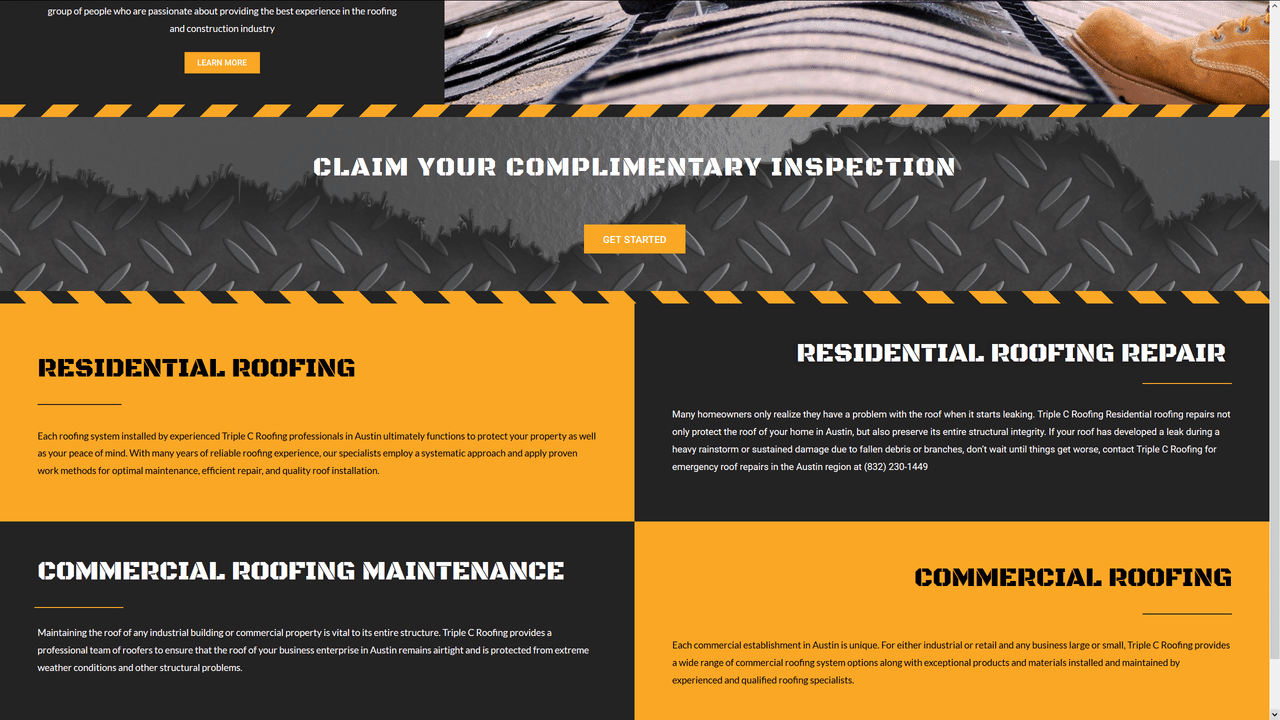 group of people who are passionate about providing the best experience in the roofing
and construction industry
LEARN MORE
CLAIM YOUR COMPLIMENTARY INSPECTION
GET STARTED
RESIDENTIAL ROOFING
Each roofing system installed by experienced Triple C Roofing professionals in Austin ultimately functions to protect your property as well
as your peace of mind. With many years of reliable roofing experience, our specialists employ a systematic approach and apply proven
work methods for optimal maintenance, efficient repair, and quality roof installation.
RESIDENTIAL ROOFING REPAIR
Many homeowners only realize they have a problem with the roof when it starts leaking. Triple C Roofing Residential roofing repairs not
only protect the roof of your home in Austin, but also preserve its entire structural integrity. If your roof has developed a leak during a
heavy rainstorm or sustained damage due to fallen debris or branches, don't wait until things get worse, contact Triple C Roofing for
emergency roof repairs in the Austin region at (832) 230-1449
COMMERCIAL ROOFING MAINTENANCE
Maintaining the roof of any industrial building or commercial property is vital to its entire structure. Triple C Roofing provides a
professional team of roofers to ensure that the roof of your business enterprise in Austin remains airtight and is protected from extreme
weather conditions and other structural problems.
COMMERCIAL ROOFING
Each commercial establishment in Austin is unique. For either industrial or retail and any business large or small, Triple C Roofing provides
a wide range of commercial roofing system options along with exceptional products and materials installed and maintained by
experienced and qualified roofing specialists.